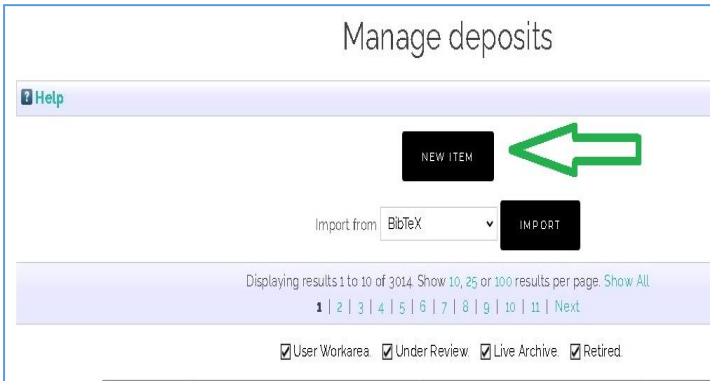 Manage deposits
? Help
NEW ITEM
Import from BibTeX IMPORT
Displaying results 1 to 10 of 3014. Show 10, 25 or 100 results per page. Show All
1 | 2 | 3 | 4 | 5 | 6 | 7 | 8 | 9 | 10 | 11 | Next
User Workarea. Under Review. Live Archive. Retired.